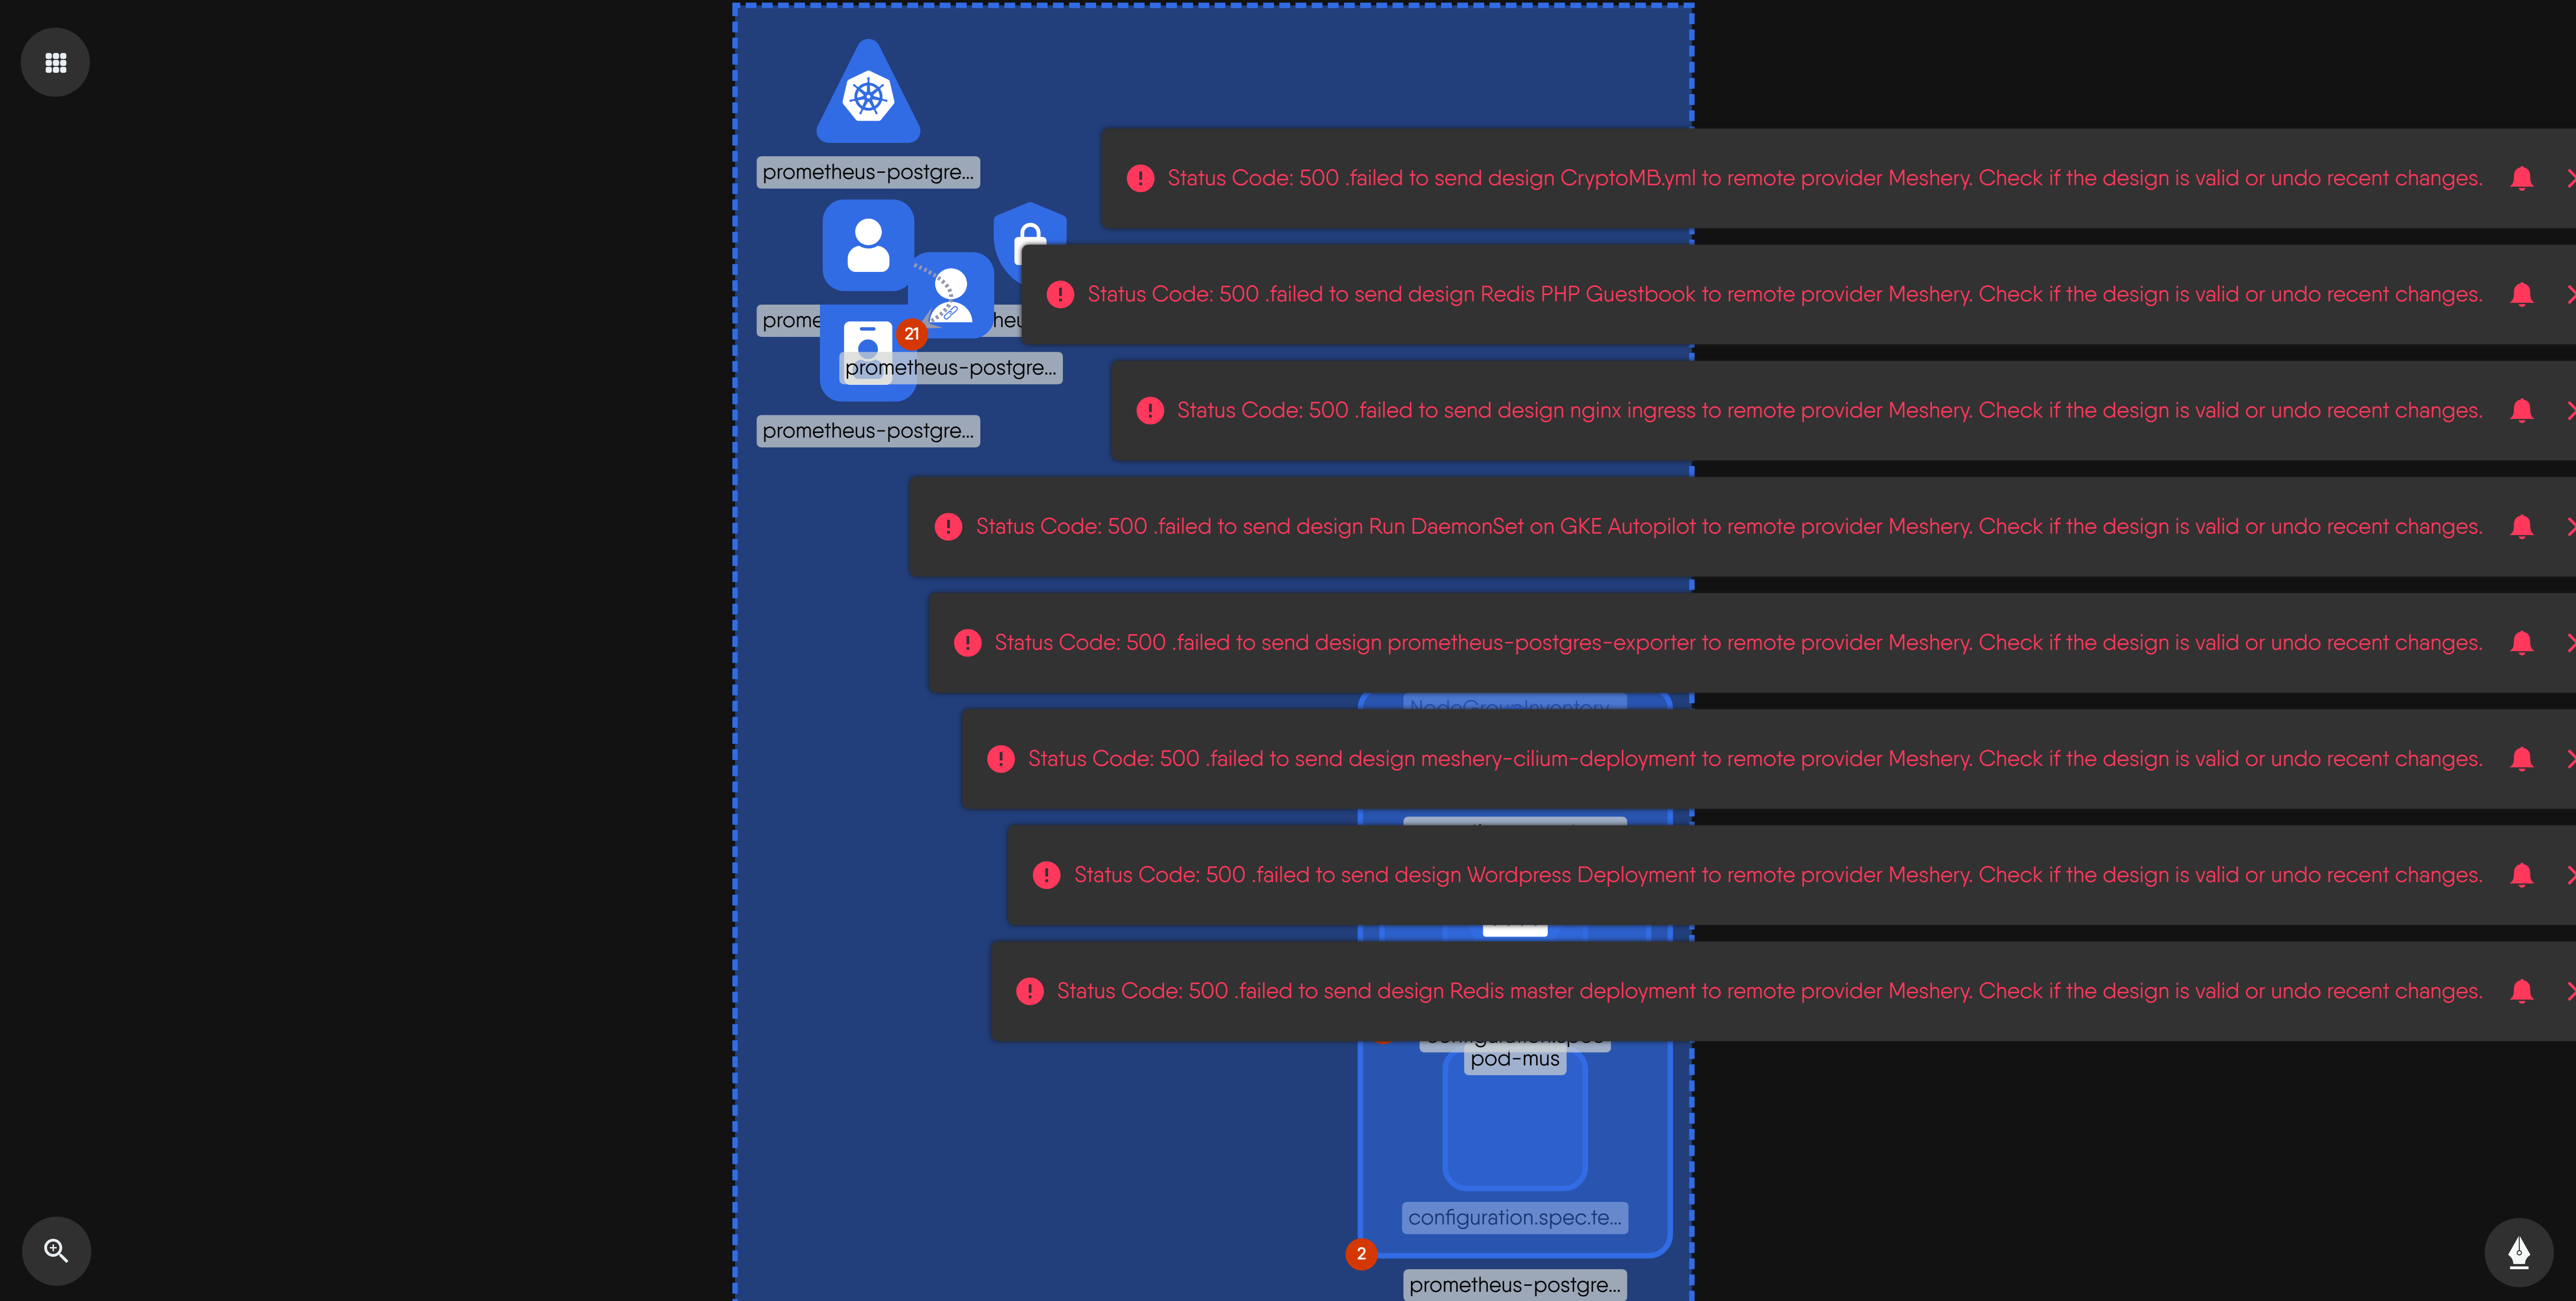 prometheus-postgre...
Status Code: 500 .failed to send design CryptoMB.yml to remote provider Meshery. Check if the design is valid or undo recent changes.
Status Code: 500 .failed to send design Redis PHP Guestbook to remote provider Meshery. Check if the design is valid or undo recent changes.
prome
heu
21
prometheus-postgre...
Status Code: 500 .failed to send design nginx ingress to remote provider Meshery. Check if the design is valid or undo recent changes.
prometheus-postgre...
Status Code: 500 .failed to send design Run DaemonSet on GKE Autopilot to remote provider Meshery. Check if the design is valid or undo recent changes.
Status Code: 500 .failed to send design prometheus-postgres-exporter to remote provider Meshery. Check if the design is valid or undo recent changes.
Status Code: 500 .failed to send design meshery-cilium-deployment to remote provider Meshery. Check if the design is valid or undo recent changes.
Status Code: 500 .failed to send design Wordpress Deployment to remote provider Meshery. Check if the design is valid or undo recent changes.
Status Code: 500 .failed to send design Redis master deployment to remote provider Meshery. Check if the design is valid or undo recent changes.
pod-mus
configuration.spec.te...
2
prometheus-postgre...